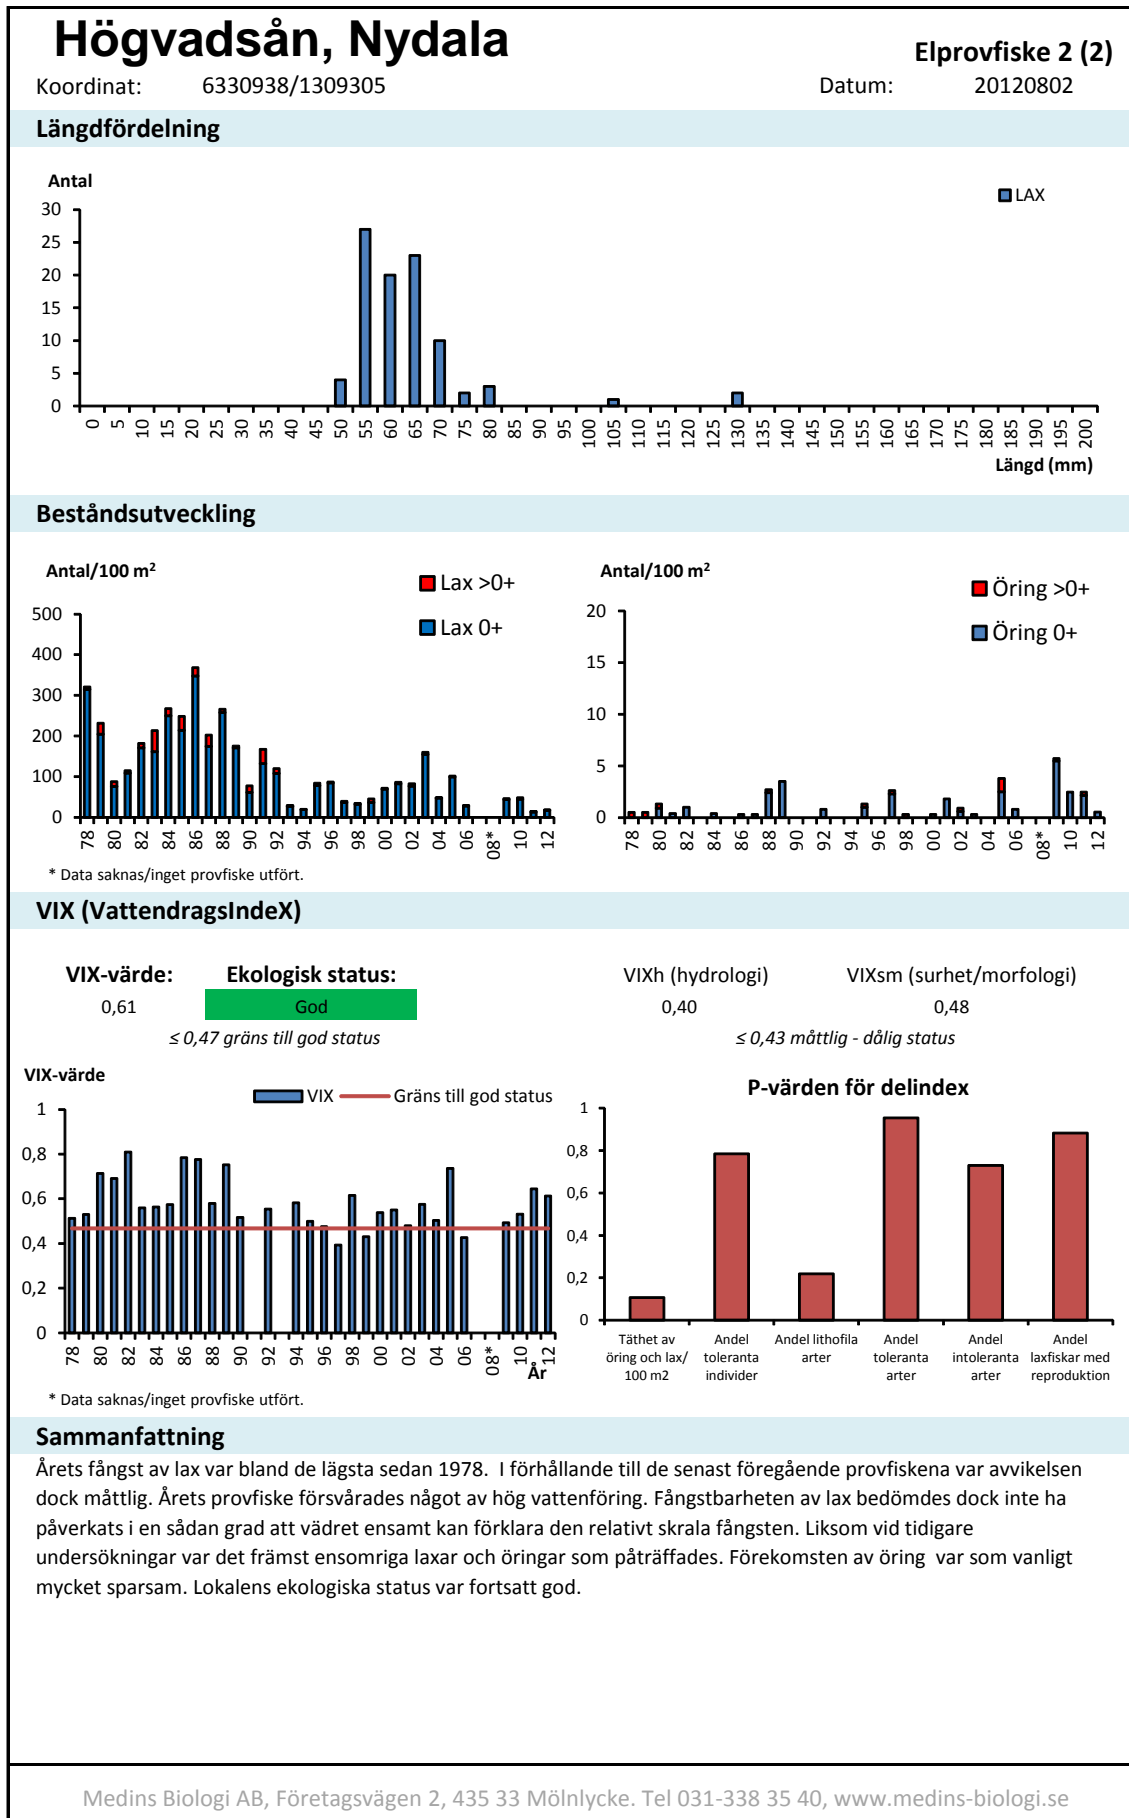 Högvadsån, Nydala
Elprovfiske 2 (2)
Koordinat: 6330938/1309305
Datum: 20120802
Längdfördelning
Antal
LAX
30
25
20
15
10
5
0
0 5 10 15 20 25 30 35 40 45 50 55 60 65 70 75 80 85 90 95 100 105 110 115 120 125 130 135 140 145 150 155 160 165 170 175 180 185 190 195 200
Längd (mm)
Beståndsutveckling
Antal/100 m²
Lax >0+
Lax 0+
500
400
300
200
100
0
78 80 82 84 86 88 90 92 94 96 98 00 02 04 06 08* 10 12
* Data saknas/inget provfiske utfört.
Antal/100 m²
Öring >0+
Öring 0+
20
15
10
5
0
78 80 82 84 86 88 90 92 94 96 98 00 02 04 06 08* 10 12
VIX (VattendragsIndeX)
VIX-värde: Ekologisk status:
0,61 God
≤ 0,47 gräns till god status
VIXh (hydrologi) VIXsm (surhet/morfologi)
0,40 0,48
≤ 0,43 måttlig - dålig status
VIX-värde
VIX Gräns till god status
1
0,8
0,6
0,4
0,2
0
78 80 82 84 86 88 90 92 94 96 98 00 02 04 06 08* 10 12
År
* Data saknas/inget provfiske utfört.
P-värden för delindex
1
0,8
0,6
0,4
0,2
0
Täthet av Andel Andel lithofila Andel Andel Andel
öring och lax/ toleranta arter toleranta intoleranta laxfiskar med
100 m2 individer arter arter reproduktion
Sammanfattning
Årets fångst av lax var bland de lägsta sedan 1978. I förhållande till de senast föregående provfiskena var avvikelsen
dock måttlig. Årets provfiske försvårades något av hög vattenföring. Fångstbarheten av lax bedömdes dock inte ha
påverkats i en sådan grad att vädret ensamt kan förklara den relativt skrala fångsten. Liksom vid tidigare
undersökningar var det främst ensomriga laxar och öringar som påträffades. Förekomsten av öring var som vanligt
mycket sparsam. Lokalens ekologiska status var fortsatt god.
Medins Biologi AB, Företagsvägen 2, 435 33 Mölnlycke. Tel 031-338 35 40, www.medins-biologi.se